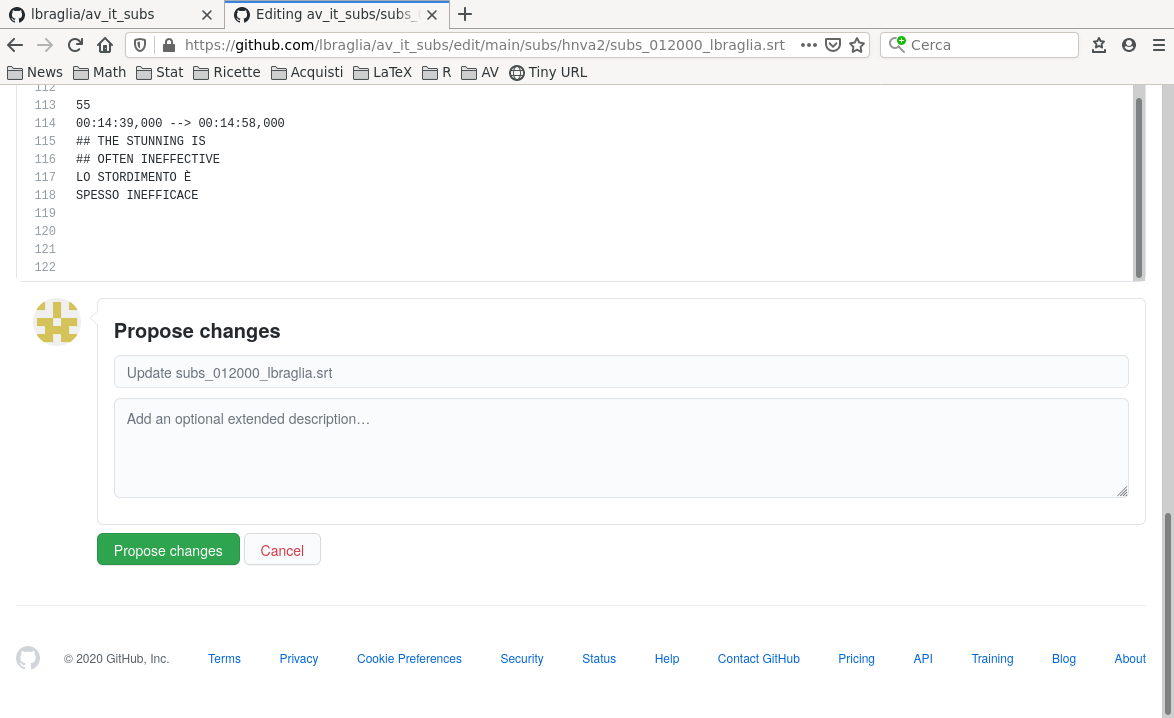 lbraglia/av_it_subs
Editing av_it_subs/subs_
https://github.com/lbraglia/av_it_subs/edit/main/subs/hnva2/subs_012000_lbraglia.srt
Cerca
News Math Stat Ricette Acquisti LaTeX R AV Tiny URL
112
113 55
114 00:14:39,000 --> 00:14:58,000
115 ## THE STUNNING IS
116 ## OFTEN INEFFECTIVE
117 LO STORDIMENTO È
118 SPESSO INEFFICACE
119
120
121
122
Propose changes
Update subs_012000_lbraglia.srt
Add an optional extended description…
Propose changes Cancel
© 2020 GitHub, Inc. Terms Privacy Cookie Preferences Security Status Help Contact GitHub Pricing API Training Blog About